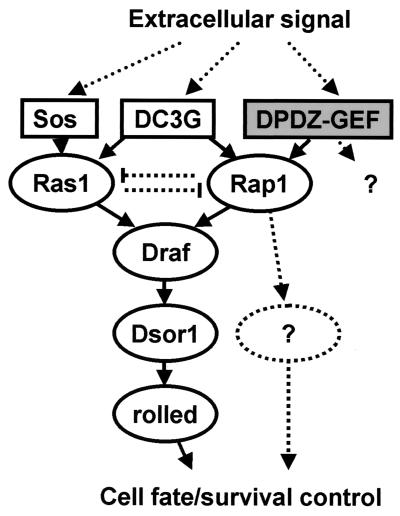 Extracellular signal
Sos DC3G DPDZ-GEF
Ras1 Rap1 ?
Draf
Dsor1 ?
rolled
Cell fate/survival control